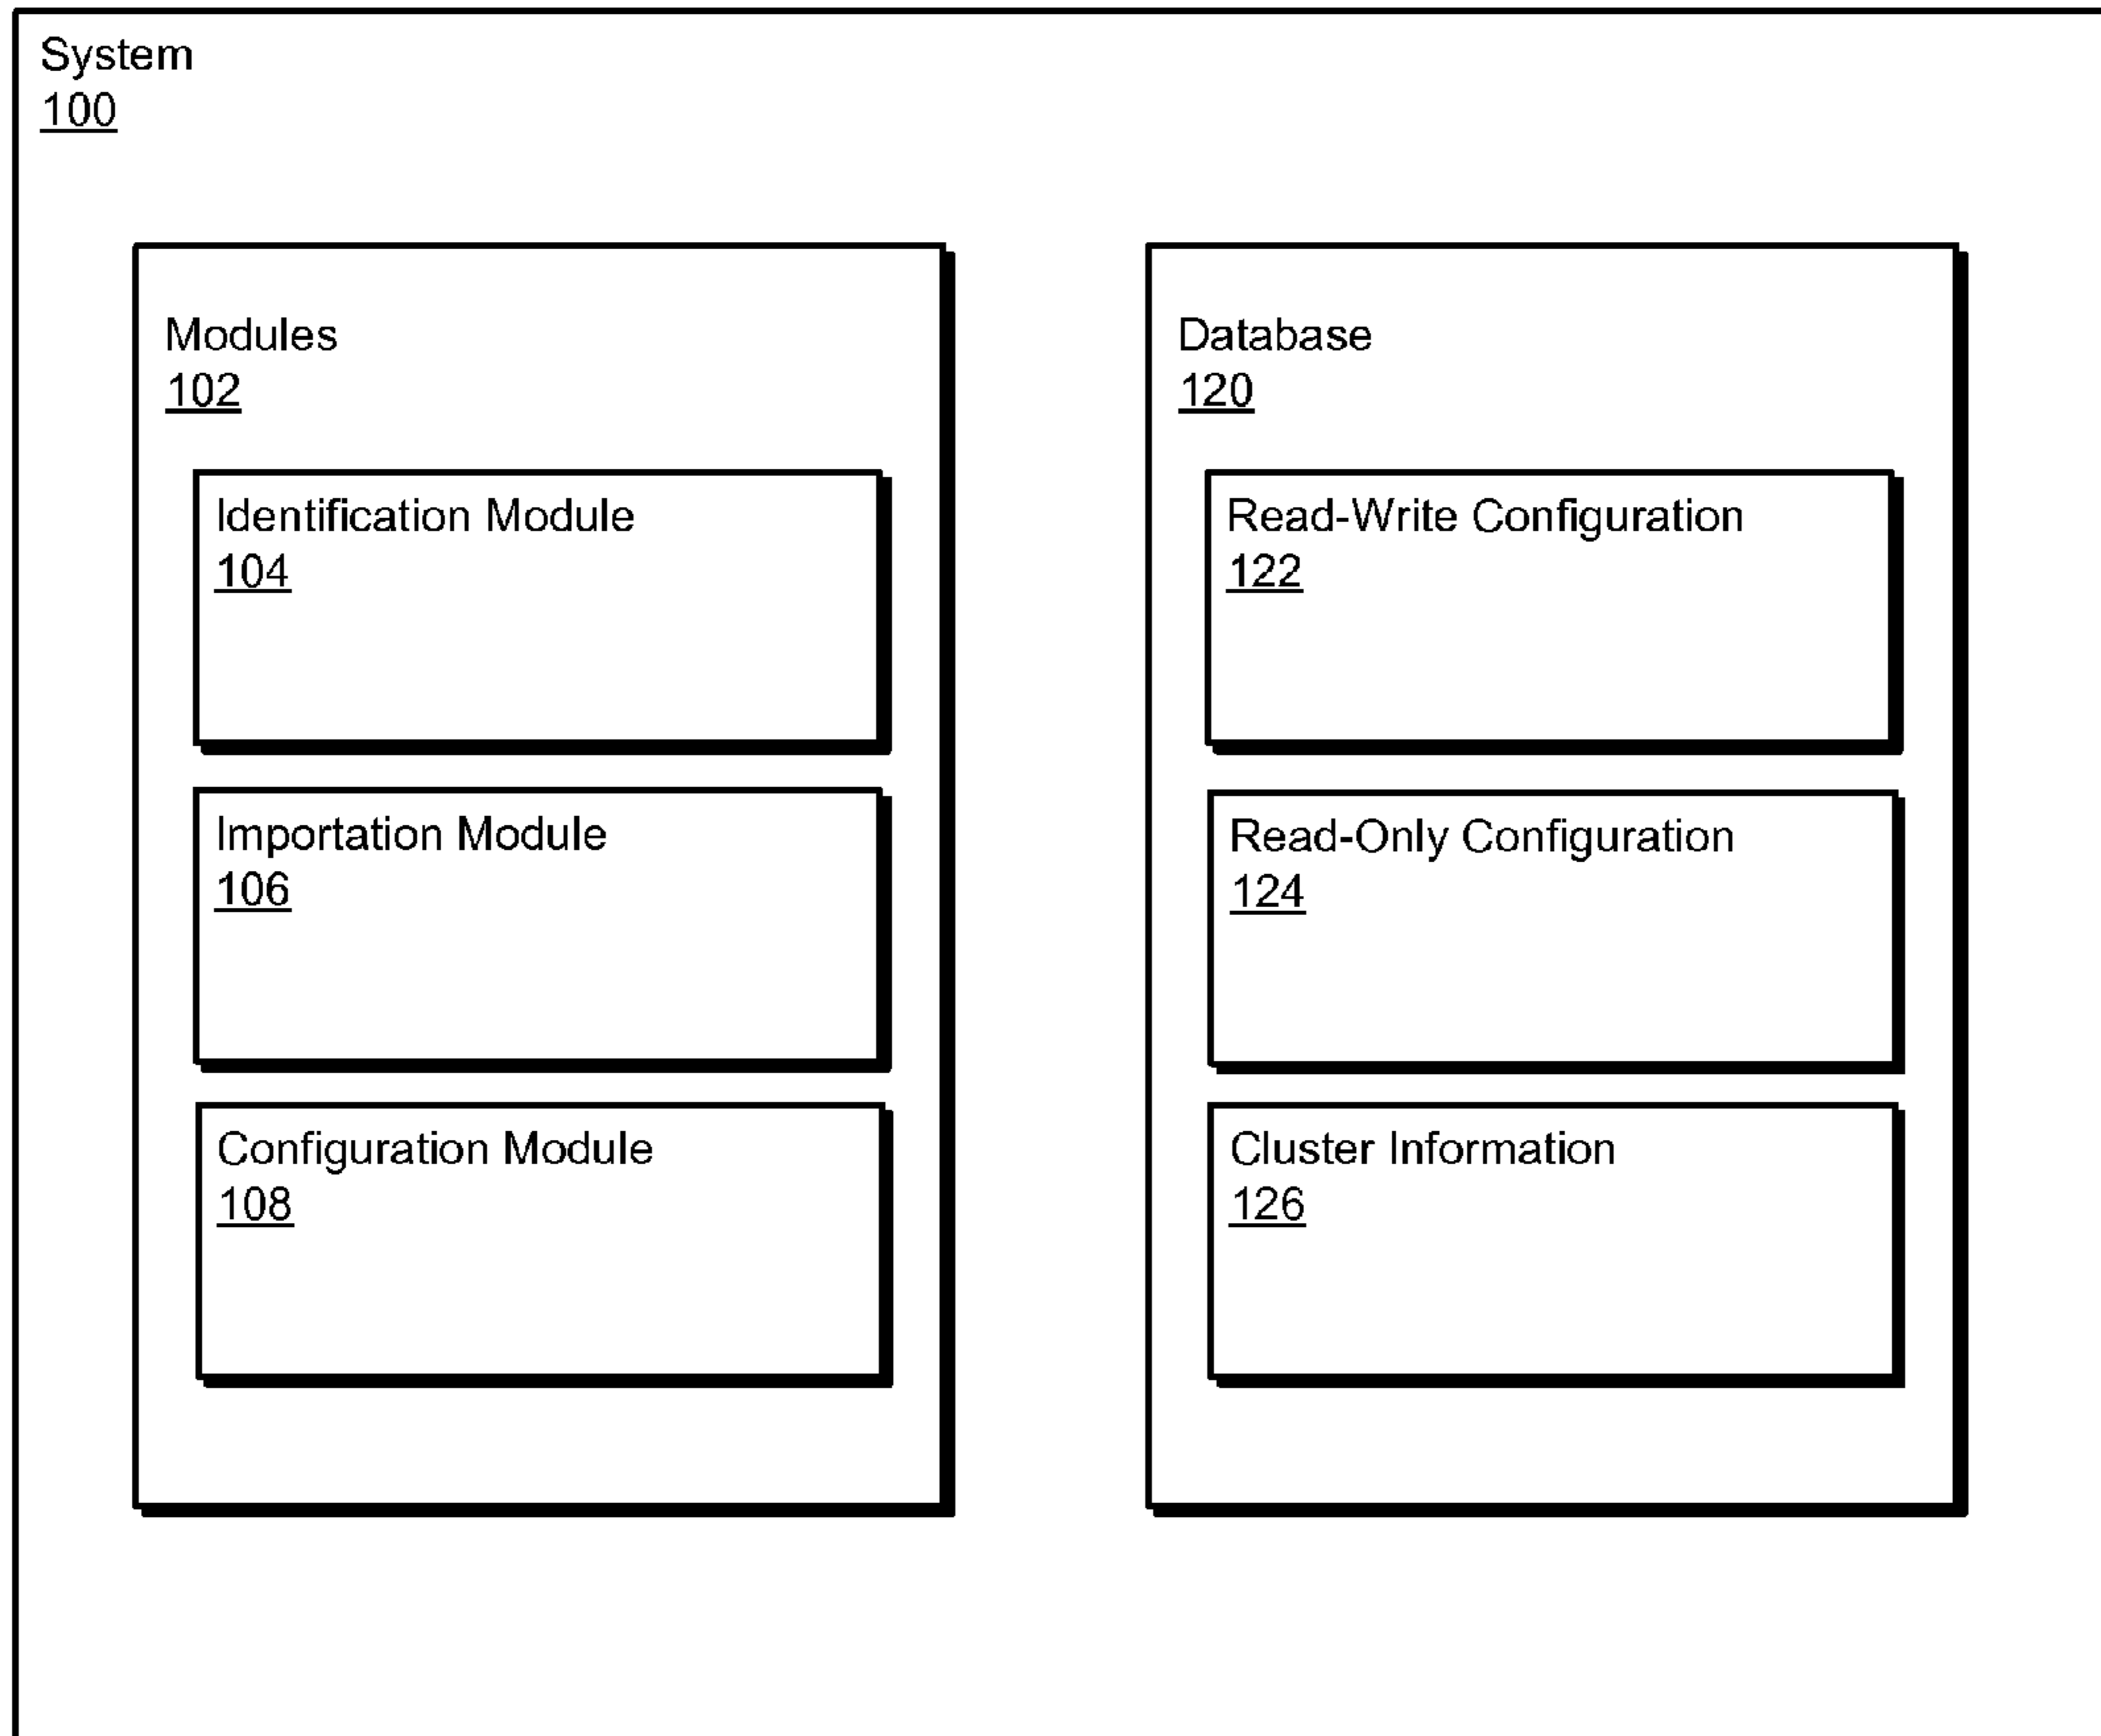 System
100
Modules
102
Identification Module
104
Importation Module
106
Configuration Module
108
Database
120
Read-Write Configuration
122
Read-Only Configuration
124
Cluster Information
126